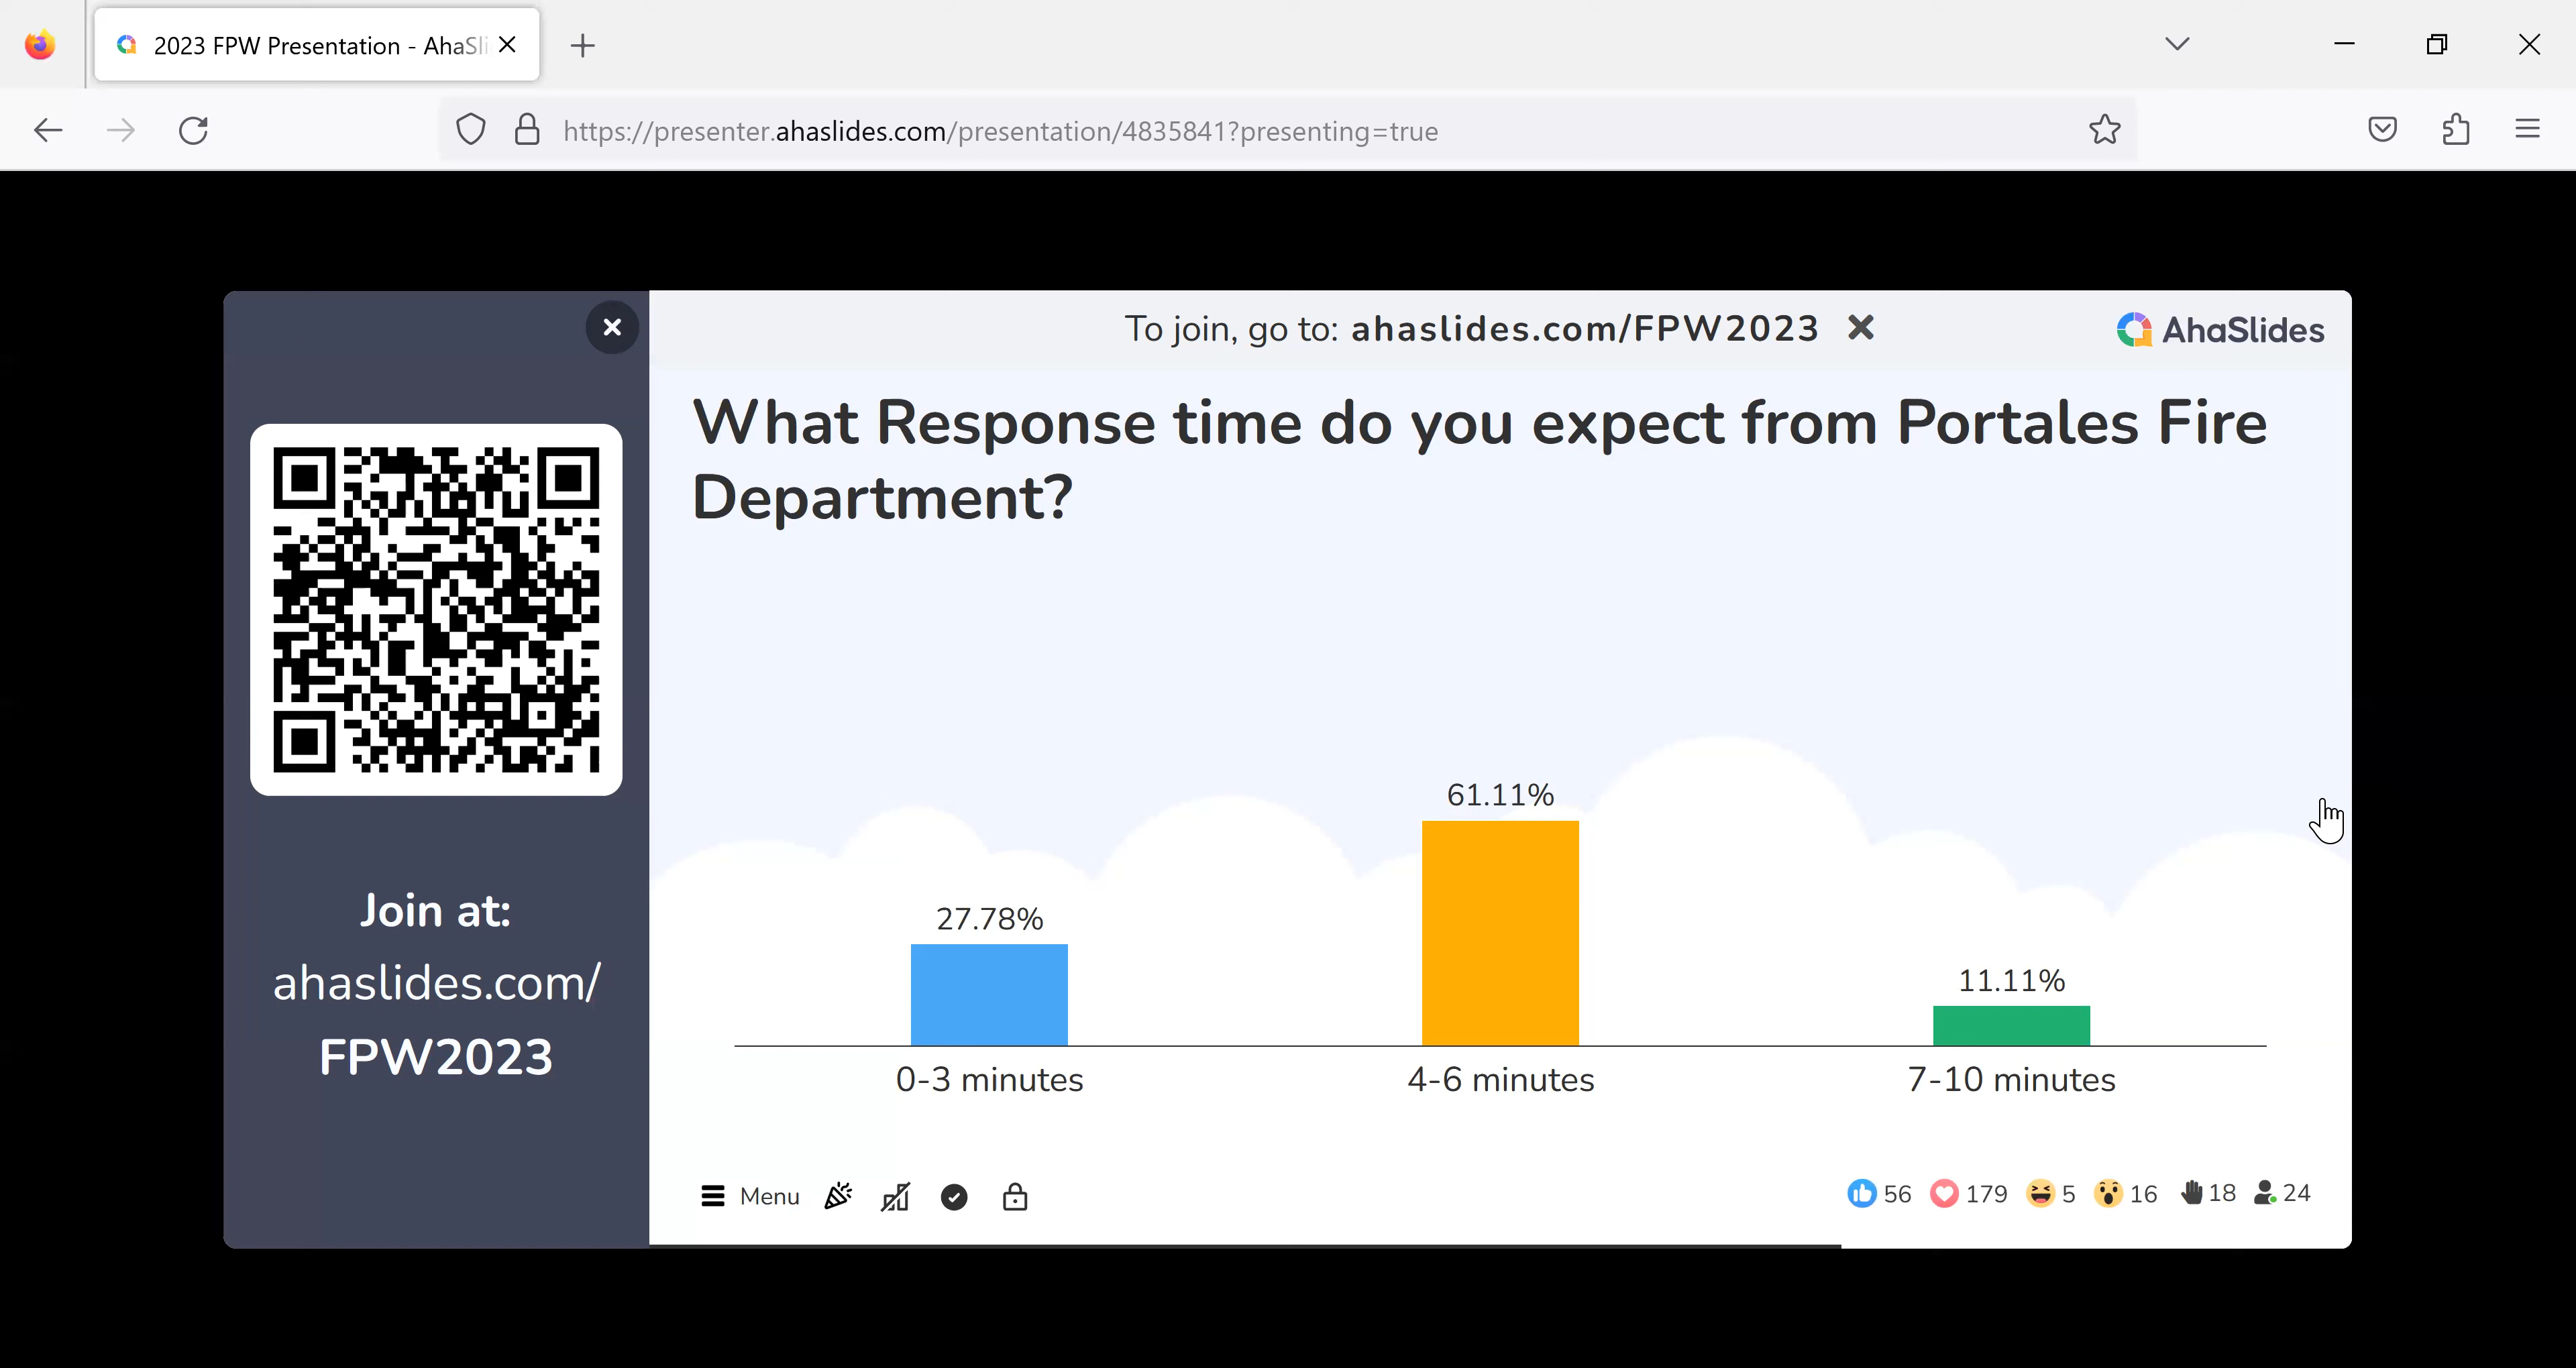 2023 FPW Presentation - AhaSli
https://presenter.ahaslides.com/presentation/4835841?presenting=true
To join, go to: ahaslides.com/FPW2023
AhaSlides
What Response time do you expect from Portales Fire
Department?
Join at:
ahaslides.com/
FPW2023
27.78%
61.11%
11.11%
0-3 minutes
4-6 minutes
7-10 minutes
Menu
56 179 5 16 18 24